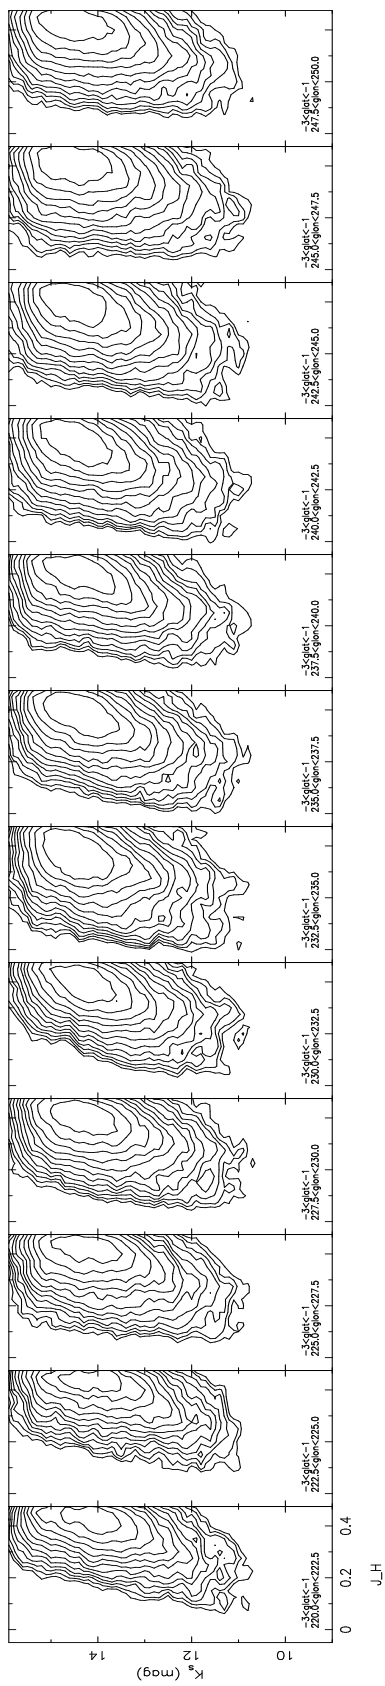 -3<glat<-1
247.5<glon<250.0
-3<glat<-1
245.0<glon<247.5
-3<glat<-1
242.5<glon<245.0
-3<glat<-1
240.0<glon<242.5
-3<glat<-1
237.5<glon<240.0
-3<glat<-1
235.0<glon<237.5
-3<glat<-1
232.5<glon<235.0
-3<glat<-1
230.0<glon<232.5
-3<glat<-1
227.5<glon<230.0
-3<glat<-1
225.0<glon<227.5
-3<glat<-1
222.5<glon<225.0
-3<glat<-1
220.0<glon<222.5
0.4
0.2
0
J_H
14
12
10
K_s (mag)